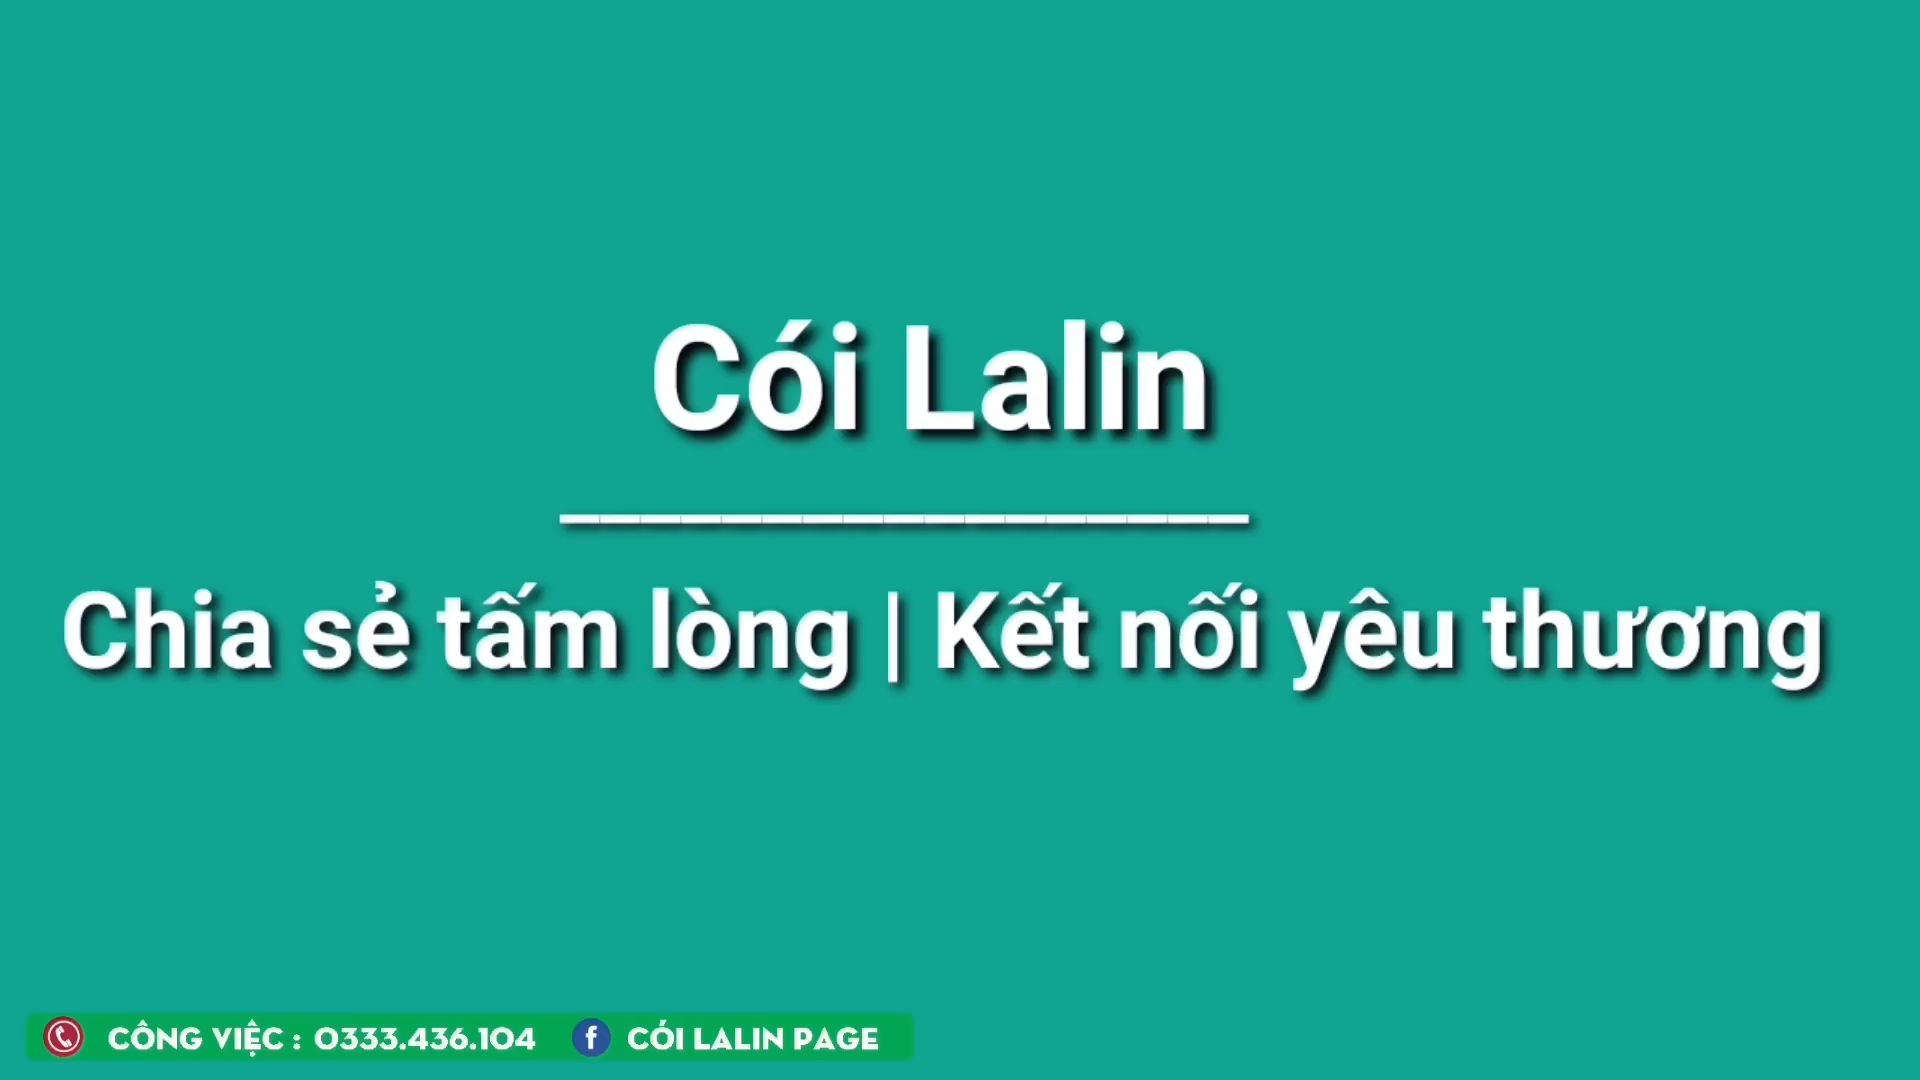 Cói Lalin
Chia sẻ tấm lòng | Kết nối yêu thương
CÔNG VIỆC : 0333.436.104 f CÓI LALIN PAGE